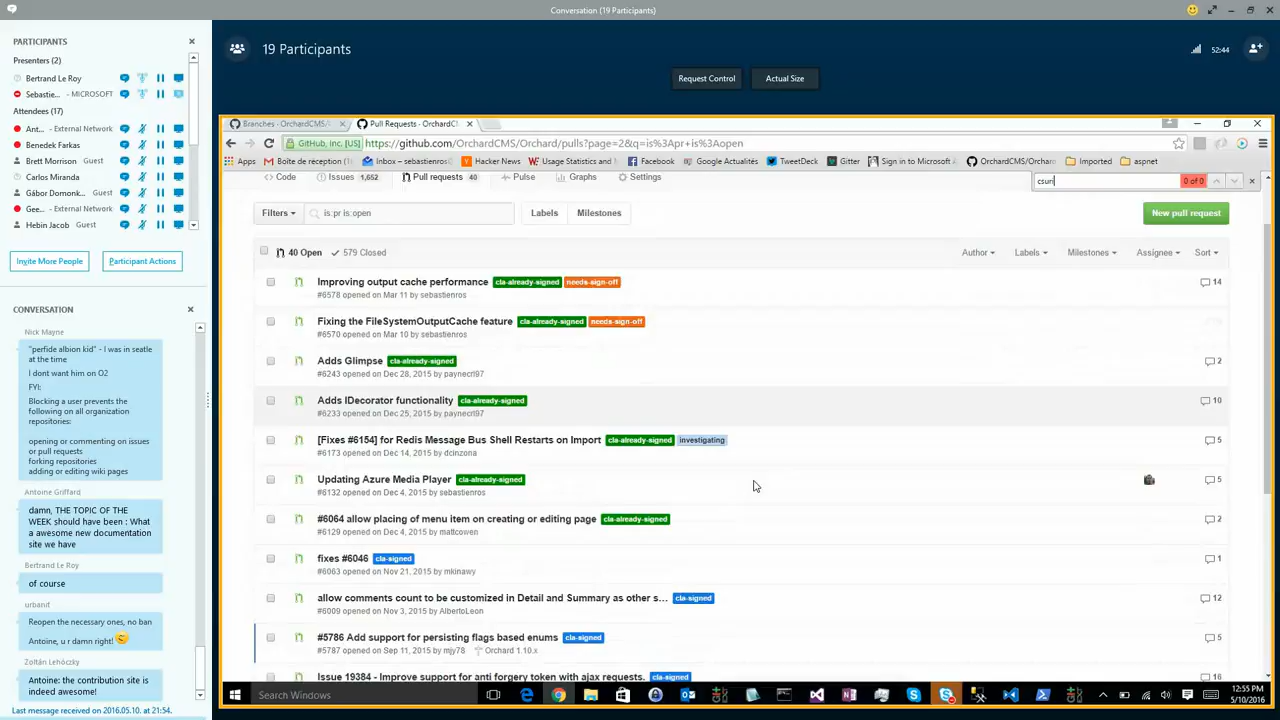 Conversation (19 Participants)
PARTICIPANTS
Presenters (2)
Bertrand Le Roy
Sebastie... - MICROSOFT
Attendees (17)
Ant... - External Network
Benedek Farkas
Brett Morrison Guest
Carlos Miranda
Gábor Domonk... Guest
Gee... - External Network
Hebin Jacob Guest
Invite More People
Participant Actions
CONVERSATION
Nick Mayne
"perfide albion kid" - I was in seatle
at the time
I dont want him on O2
FYI:
Blocking a user prevents the
following on all organization
repositories:
opening or commenting on issues
or pull requests
forking repositories
adding or editing wiki pages
Antoine Griffard
damn, THE TOPIC OF THE
WEEK should have been : What
a awesome new documentation
site we have
Bertrand Le Roy
of course
urbanif
Reopen the necessary ones, no ban
Antoine, u r damn right!
Zoltán Lehóczky
Antoine: the contribution site is
indeed awesome!
Last message received on 2016.05.10. at 21:54.
19 Participants
52:44
Request Control
Actual Size
Branches · OrchardCMS/
Pull Requests · OrchardC
GitHub, Inc. [US]
https://github.com/OrchardCMS/Orchard/pulls?page=2&q=is%3Apr+is%3Aopen
Apps
Boîte de réception (1
Inbox – sebastienros
Hacker News
Usage Statistics and
Facebook
Google Analytics
TweetDeck
Gitter
Sign in to Microsoft A
OrchardCMS/Orchar
Imported
aspnet
Code
Issues 1,652
Pull requests 40
Pulse
Graphs
Settings
csuri
0 of 0
Filters
is:pr is:open
Labels
Milestones
New pull request
40 Open
579 Closed
Author
Labels
Milestones
Assignee
Sort
Improving output cache performance cla-already-signed needs-sign-off
14
#6578 opened on Mar 11 by sebastienros
Fixing the FileSystemOutputCache feature cla-already-signed needs-sign-off
#6570 opened on Mar 10 by sebastienros
Adds Glimpse cla-already-signed
2
#6243 opened on Dec 28, 2015 by paynecrl97
Adds IDecorator functionality cla-already-signed
10
#6233 opened on Dec 25, 2015 by paynecrl97
[Fixes #6154] for Redis Message Bus Shell Restarts on Import cla-already-signed investigating
5
#6173 opened on Dec 14, 2015 by dcinzona
Updating Azure Media Player cla-already-signed
5
#6132 opened on Dec 4, 2015 by sebastienros
#6064 allow placing of menu item on creating or editing page cla-already-signed
2
#6129 opened on Dec 4, 2015 by mattcowen
fixes #6046 cla-signed
1
#6063 opened on Nov 21, 2015 by mkinawy
allow comments count to be customized in Detail and Summary as other s... cla-signed
12
#6009 opened on Nov 3, 2015 by AlbertoLeon
#5786 Add support for persisting flags based enums cla-signed
5
#5787 opened on Sep 11, 2015 by mjy78 Orchard 1.10.x
Issue 19384 - Improve support for anti forgery token with ajax requests. cla-signed
16
Search Windows
12:55 PM
5/10/2016